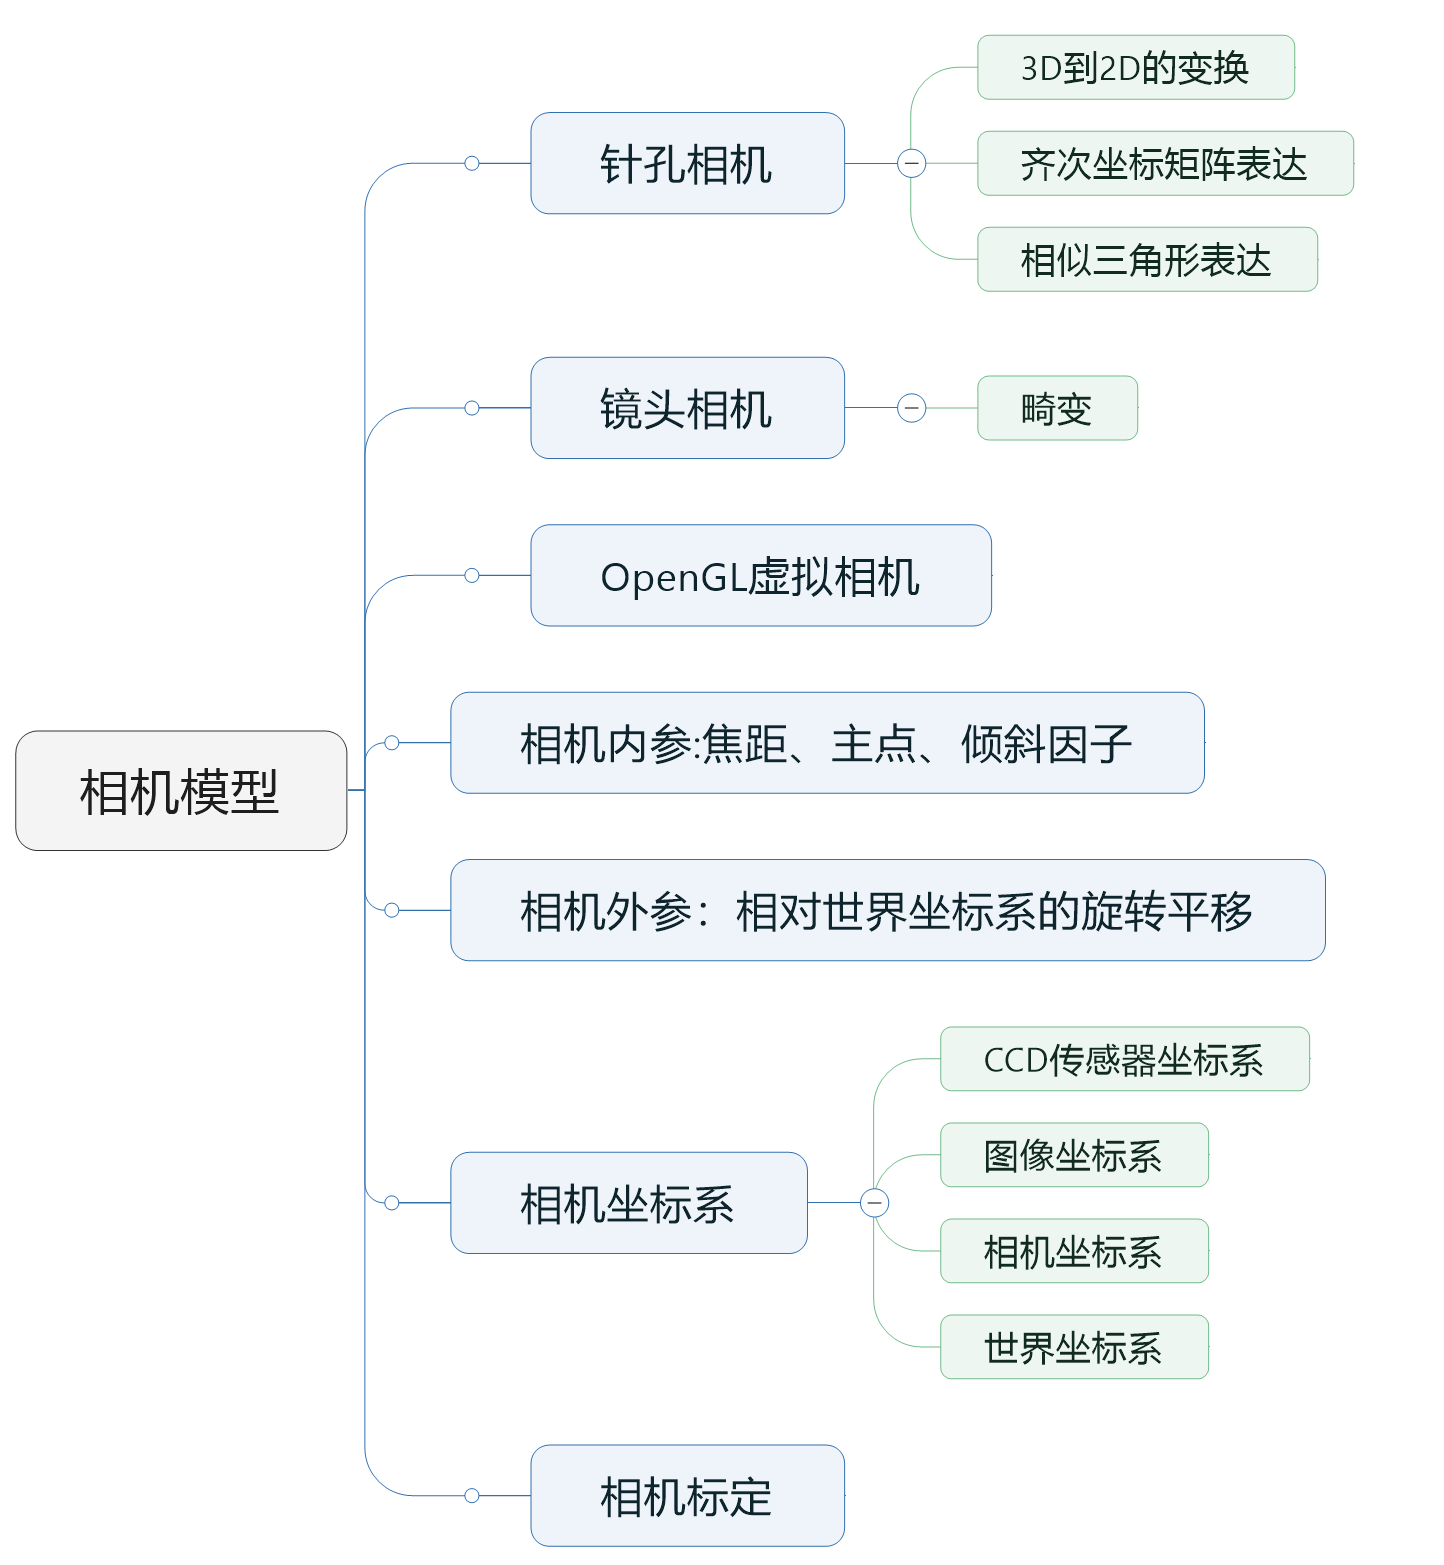 相机模型
针孔相机
3D到2D的变换
齐次坐标矩阵表达
相似三角形表达
镜头相机
畸变
OpenGL虚拟相机
相机内参:焦距、主点、倾斜因子
相机外参：相对世界坐标系的旋转平移
相机坐标系
CCD传感器坐标系
图像坐标系
相机坐标系
世界坐标系
相机标定